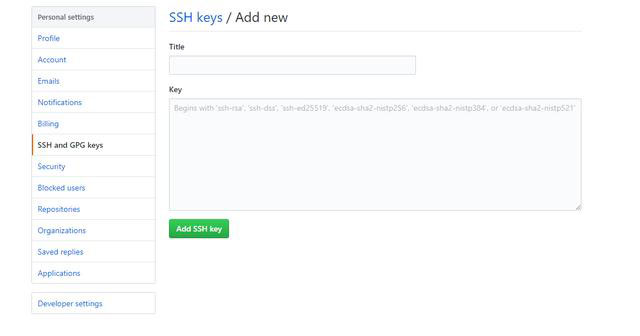 Personal settings
Profile
Account
Emails
Notifications
Billing
SSH and GPG keys
Security
Blocked users
Repositories
Organizations
Saved replies
Applications
Developer settings
SSH keys / Add new
Title
Key
Begins with 'ssh-rsa', 'ssh-dss', 'ssh-ed25519', 'ecdsa-sha2-nistp256', 'ecdsa-sha2-nistp384', or 'ecdsa-sha2-nistp521'
Add SSH key